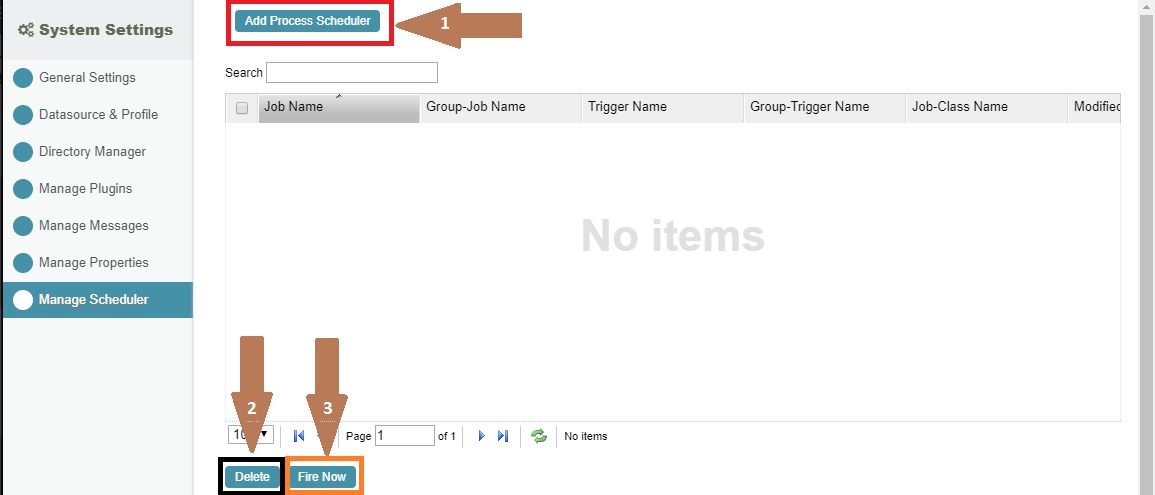 Add Process Scheduler
1
System Settings
Search
General Settings
Job Name Group-Job Name Trigger Name Group-Trigger Name Job-Class Name Modified
Datasource & Profile
Directory Manager
Manage Plugins
Manage Messages
No items
Manage Properties
Manage Scheduler
2 3
10 Page 1 of 1 No items
Delete Fire Now